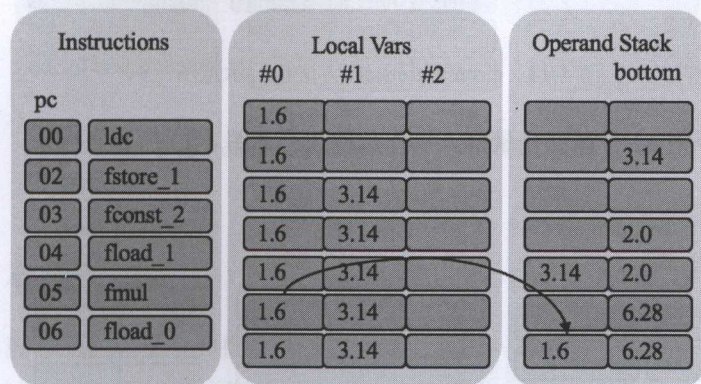 Instructions
pc
00 ldc
02 fstore_1
03 fconst_2
04 fload_1
05 fmul
06 fload_0
Local Vars
#0 #1 #2
1.6
1.6
1.6 3.14
1.6 3.14
1.6 3.14
1.6 3.14
1.6 3.14
Operand Stack
bottom
3.14
2.0
3.14 2.0
6.28
1.6 6.28